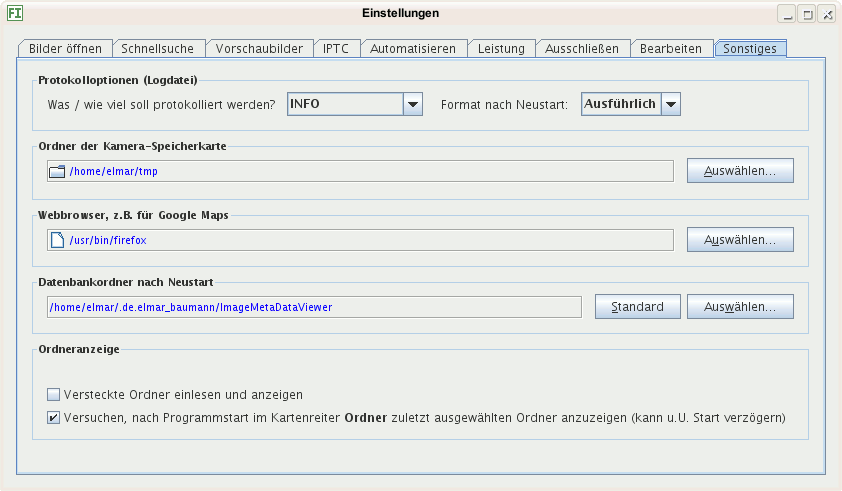 FI Einstellungen
Bilder öffnen Schnellsuche Vorschaubilder IPTC Automatisieren Leistung Ausschließen Bearbeiten Sonstiges
Protokolloptionen (Logdatei)
Was / wie viel soll protokolliert werden? INFO Format nach Neustart: Ausführlich
Ordner der Kamera-Speicherkarte
/home/elmar/tmp Auswählen...
Webbrowser, z.B. für Google Maps
/usr/bin/firefox Auswählen...
Datenbankordner nach Neustart
/home/elmar/.de.elmar_baumann/ImageMetaDataViewer Standard Auswählen...
Ordneranzeige
Versteckte Ordner einlesen und anzeigen
Versuchen, nach Programmstart im Kartenreiter Ordner zuletzt ausgewählten Ordner anzuzeigen (kann u.U. Start verzögern)